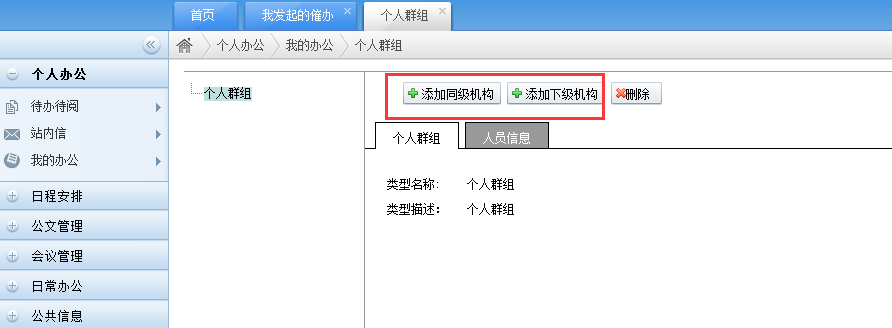 首页 我发起的催办 个人群组
个人办公 我的办公 个人群组
个人办公
待办待阅
站内信
我的办公
日程安排
公文管理
会议管理
日常办公
公共信息
个人群组
添加同级机构 添加下级机构 删除
个人群组 人员信息
类型名称: 个人群组
类型描述: 个人群组